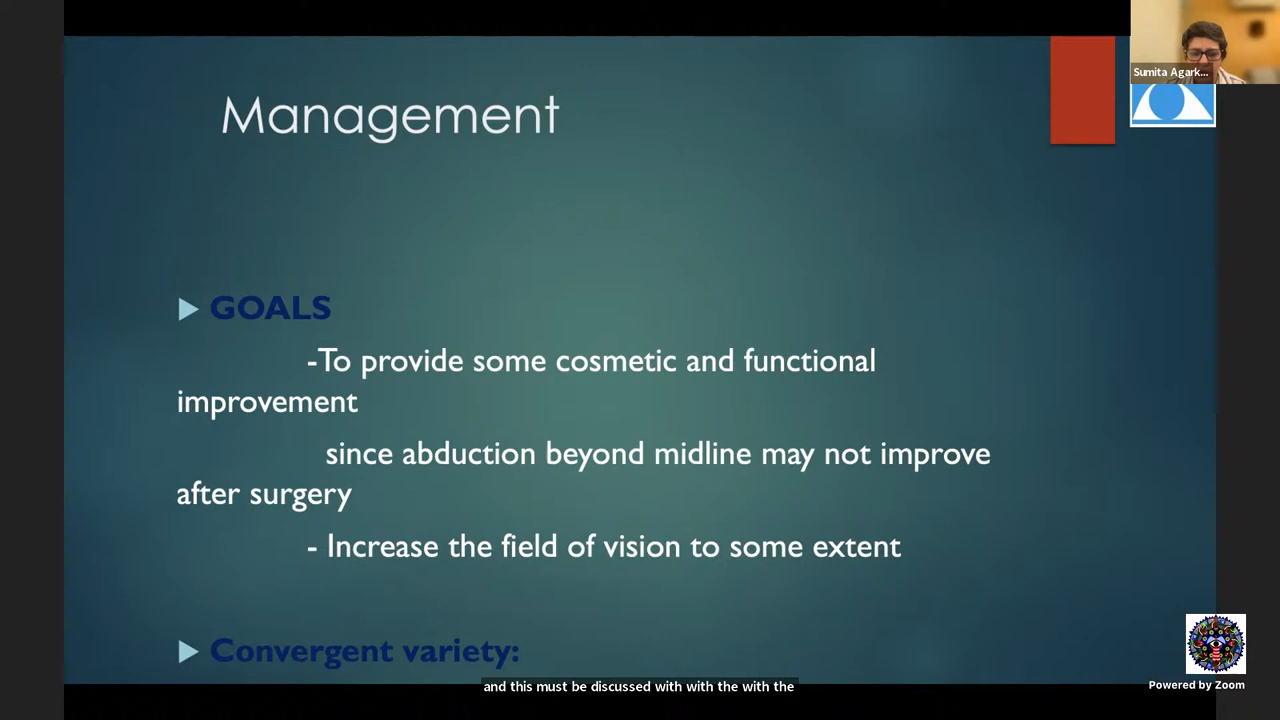 Sumita Agark...
Management
GOALS
-To provide some cosmetic and functional
improvement
since abduction beyond midline may not improve
after surgery
- Increase the field of vision to some extent
Convergent variety:
and this must be discussed with with the with the
Powered by Zoom